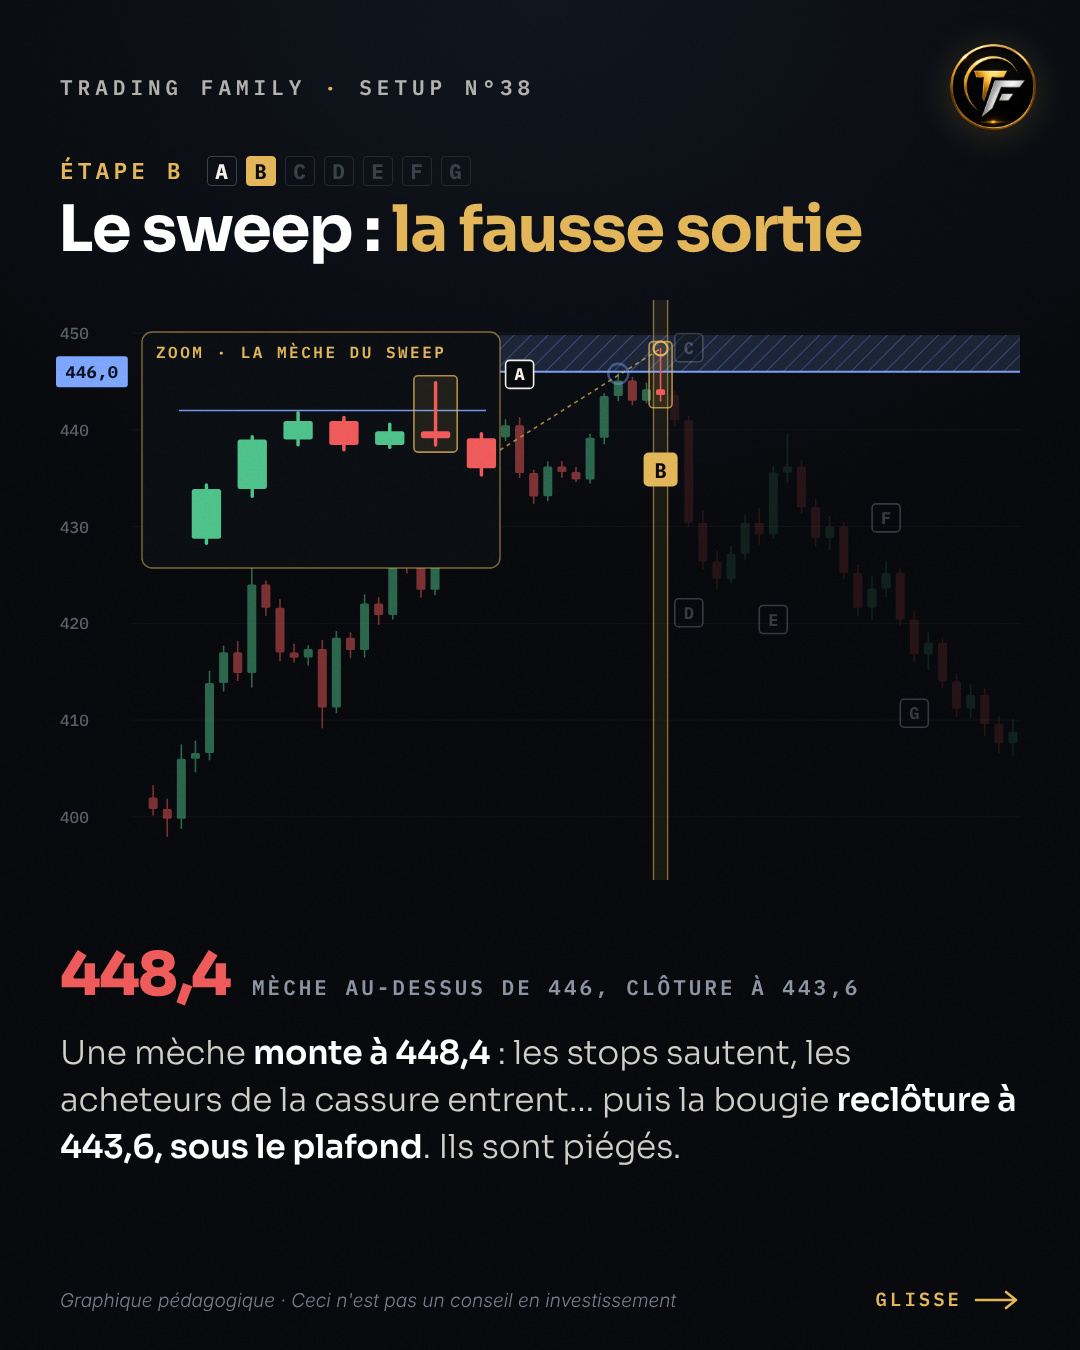 TRADING FAMILY · SETUP N°38
TF
ÉTAPE B A B C D E F G
Le sweep : la fausse sortie
450
446,0
440
430
420
410
400
ZOOM · LA MÈCHE DU SWEEP
A
C
B
F
D
E
G
448,4 MÈCHE AU-DESSUS DE 446, CLÔTURE À 443,6
Une mèche monte à 448,4 : les stops sautent, les
acheteurs de la cassure entrent... puis la bougie reclôture à
443,6, sous le plafond. Ils sont piégés.
Graphique pédagogique · Ceci n'est pas un conseil en investissement
GLISSE →